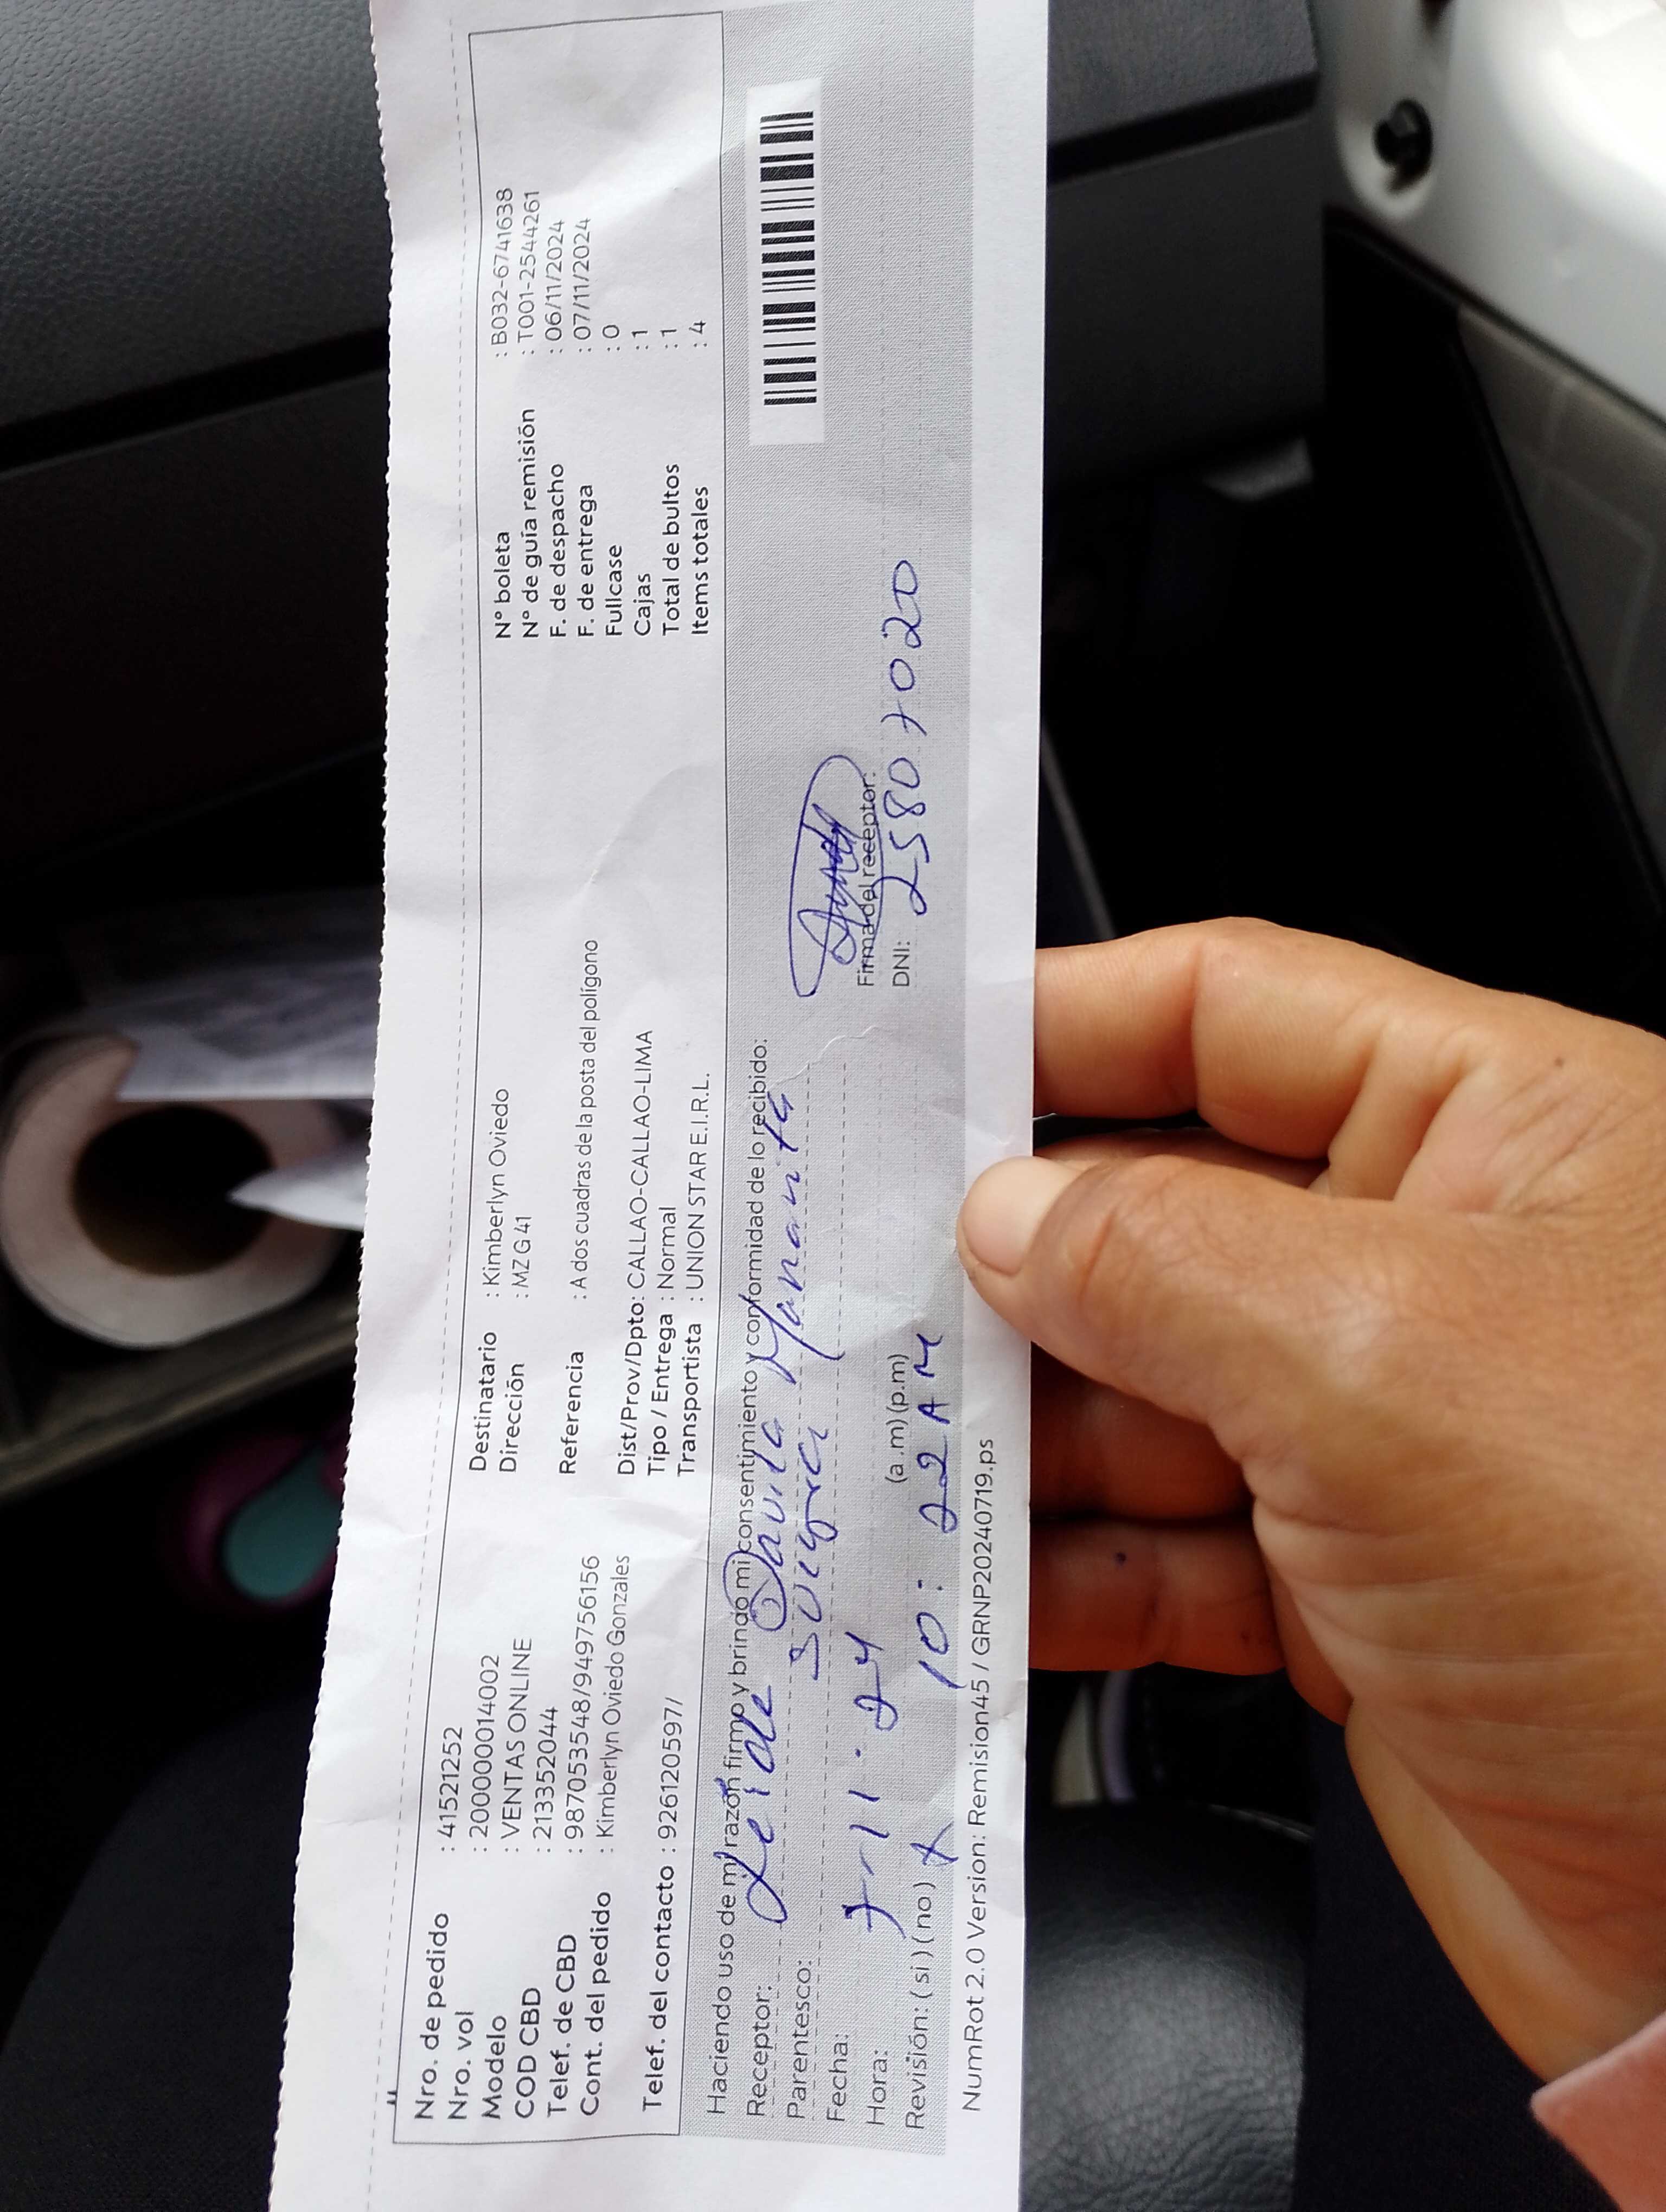 Nro. de pedido : 41521252
Nro. vol : 200000014002
Modelo : VENTAS ONLINE
COD CBD : 213352044
Telef. de CBD : 987053548/949756156
Cont. del pedido : Kimberlyn Oviedo Gonzales
Telef. del contacto : 926120597/
Destinatario : Kimberlyn Oviedo
Dirección : MZ G 41
Referencia : A dos cuadras de la posta del polígono
Dist/Prov/Dpto: CALLAO-CALLAO-LIMA
Tipo / Entrega : Normal
Transportista : UNION STAR E.I.R.L.
N° boleta : B032-6741638
N° de guía remisión : T001-2544261
F. de despacho : 06/11/2024
F. de entrega : 07/11/2024
Fullcase : 0
Cajas : 1
Total de bultos : 1
Items totales : 4
Haciendo uso de mi razón firmo y brindo mi consentimiento y conformidad de lo recibido:
Receptor: Davila
Parentesco: suegra
Fecha: 7-11-24
Hora: 10:22 AM (a.m) (p.m)
Revisión: ( si ) ( no ) X
Firma del receptor:
DNI: 25807020
NumRot 2.0 Version: Remision45 / GRNP20240719.ps